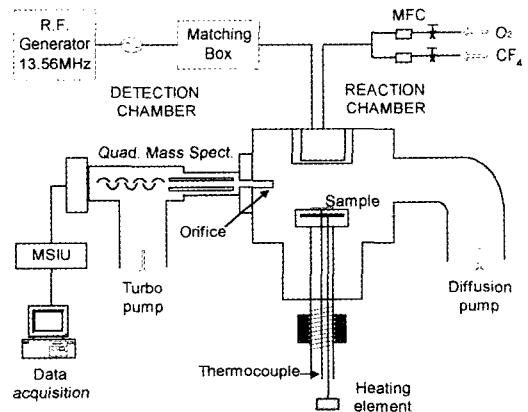 R.F.
Generator
13.56MHz
Matching
Box
MFC
O2
CF4
DETECTION
CHAMBER
REACTION
CHAMBER
Quad. Mass Spect.
Sample
Orifice
MSIU
Turbo
pump
Diffusion
pump
Data
acquisition
Thermocouple
Heating
element